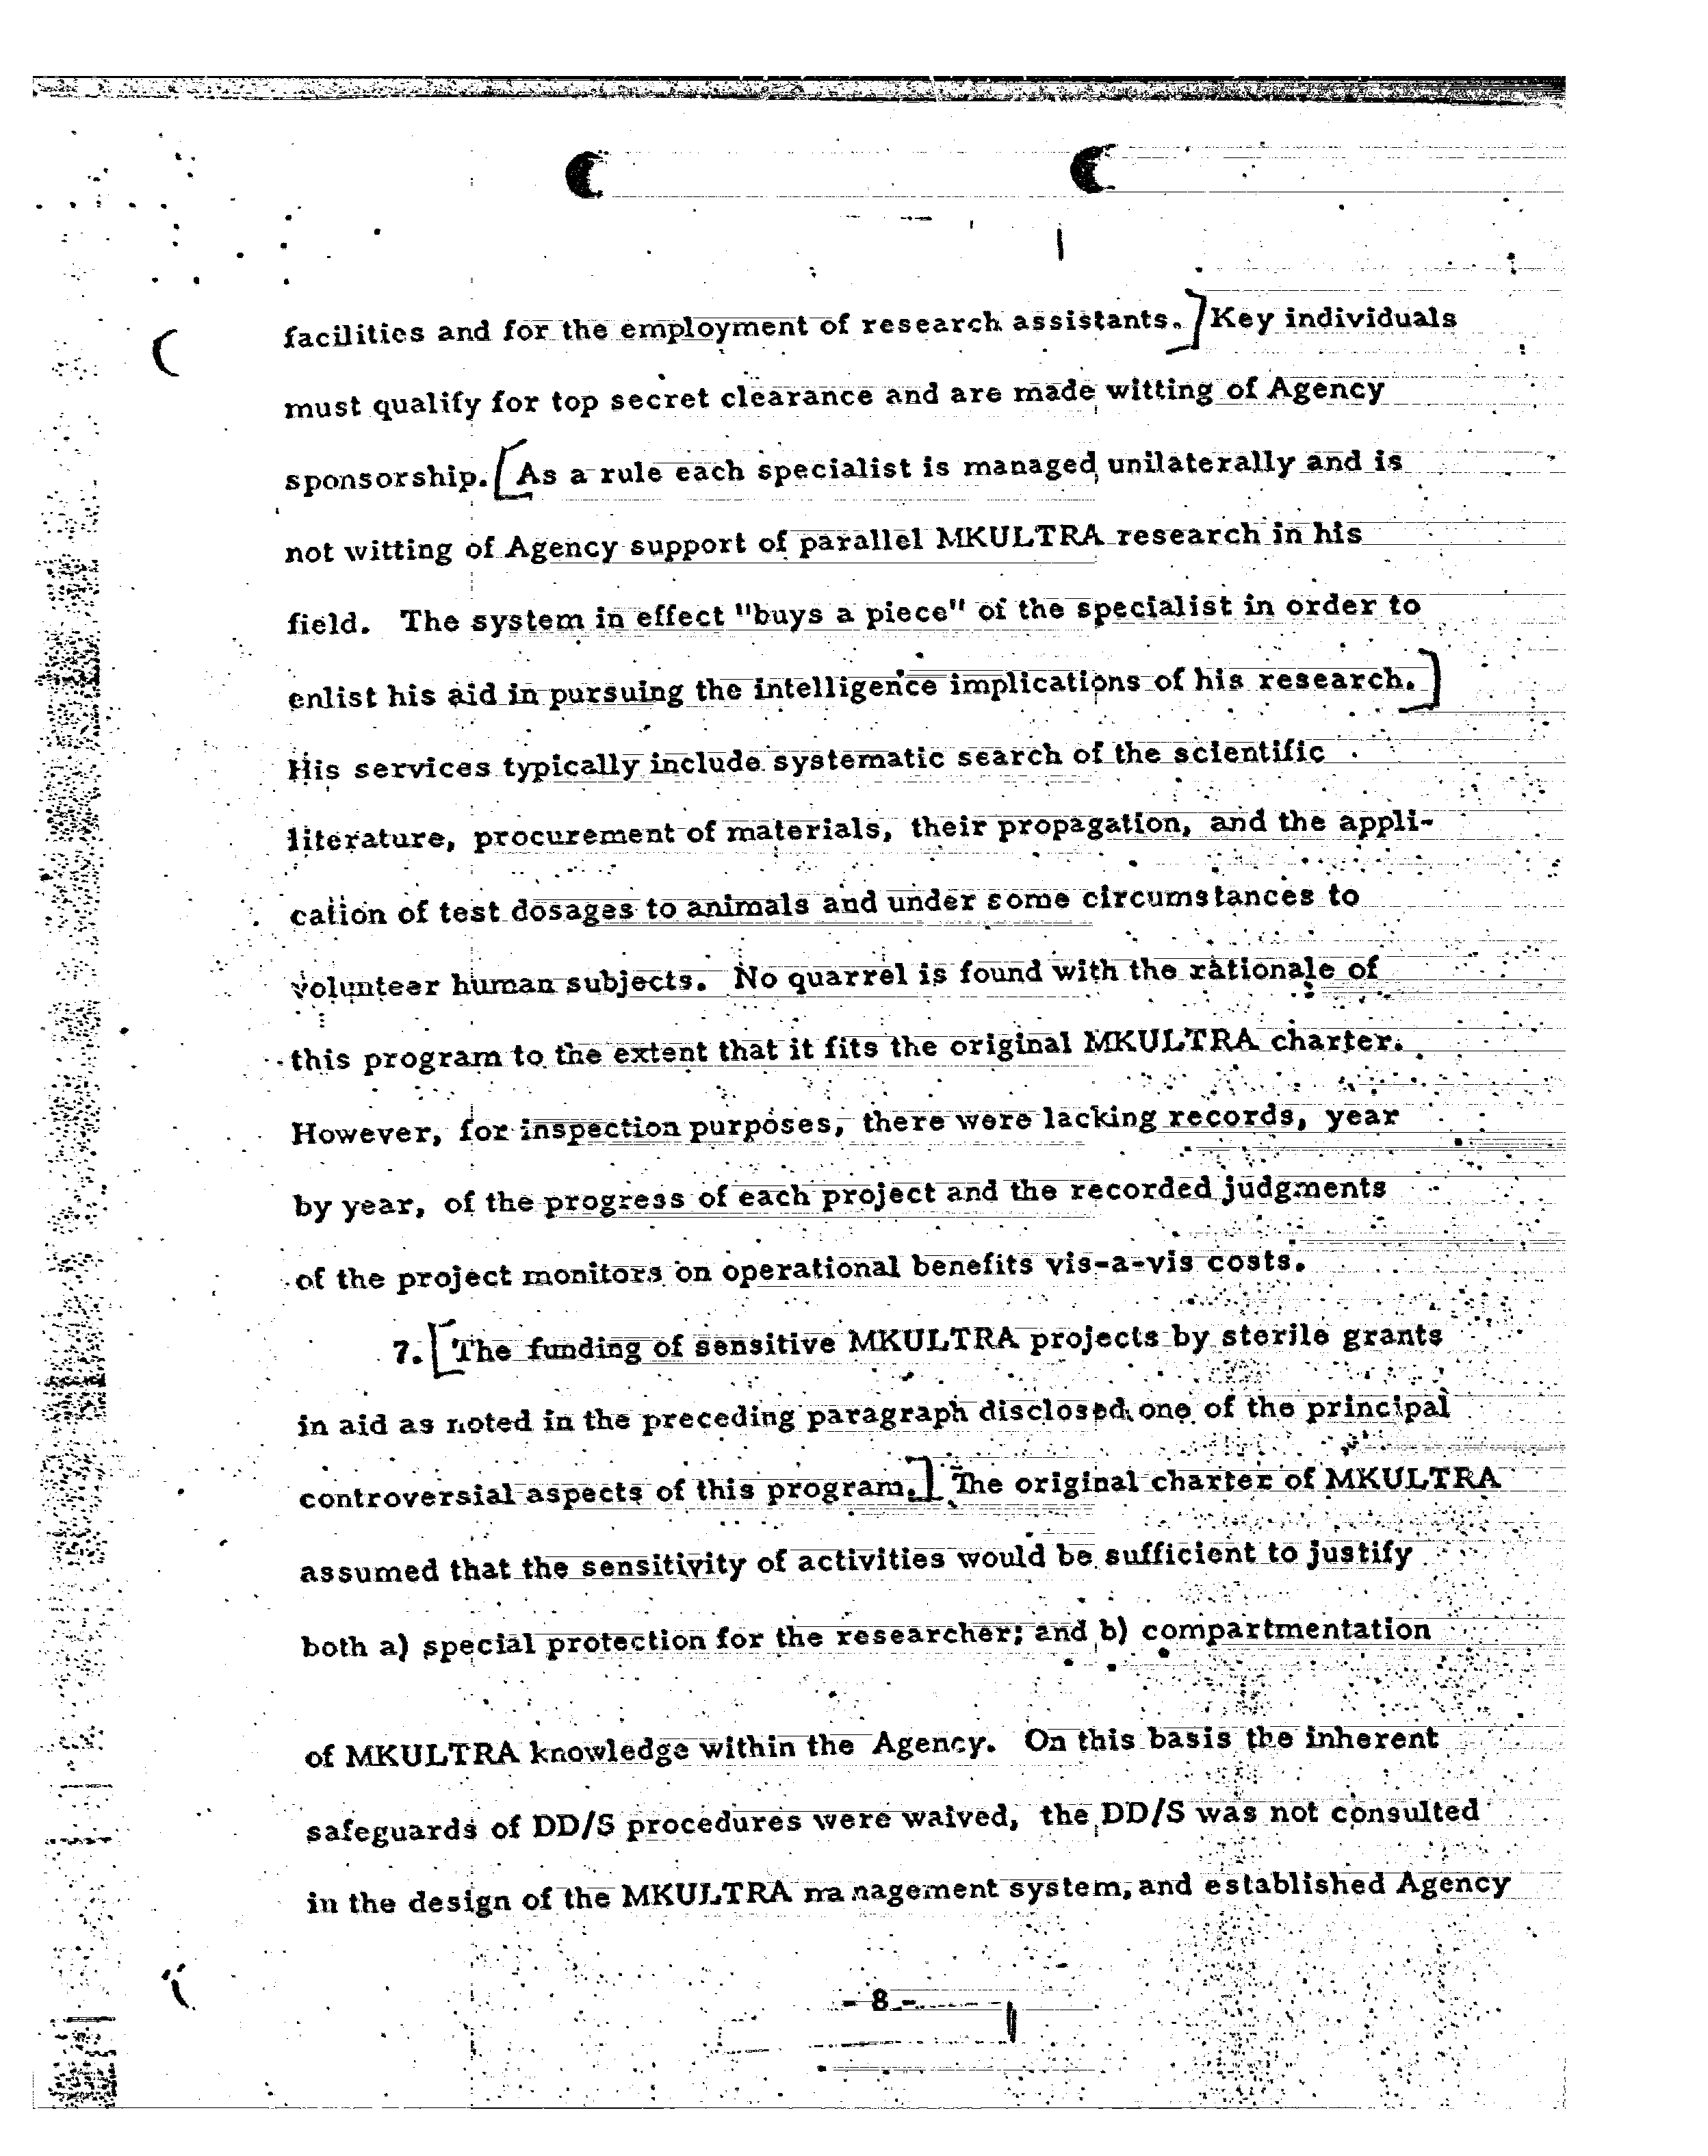 facilities and for the employment of research assistants.] Key individuals
must qualify for top secret clearance and are made witting of Agency
sponsorship. [As a rule each specialist is managed unilaterally and is
not witting of Agency support of parallel MKULTRA research in his
field. The system in effect "buys a piece" of the specialist in order to
enlist his aid in pursuing the intelligence implications of his research.]
His services typically include systematic search of the scientific
literature, procurement of materials, their propagation, and the appli-
cation of test dosages to animals and under some circumstances to
volunteer human subjects. No quarrel is found with the rationale of
this program to the extent that it fits the original MKULTRA charter.
However, for inspection purposes, there were lacking records, year
by year, of the progress of each project and the recorded judgments
of the project monitors on operational benefits vis-a-vis costs.
7. [The funding of sensitive MKULTRA projects by sterile grants
in aid as noted in the preceding paragraph disclosed one of the principal
controversial aspects of this program.] The original charter of MKULTRA
assumed that the sensitivity of activities would be sufficient to justify
both a) special protection for the researcher; and b) compartmentation
of MKULTRA knowledge within the Agency. On this basis the inherent
safeguards of DD/S procedures were waived, the DD/S was not consulted
in the design of the MKULTRA management system, and established Agency
- 8 -